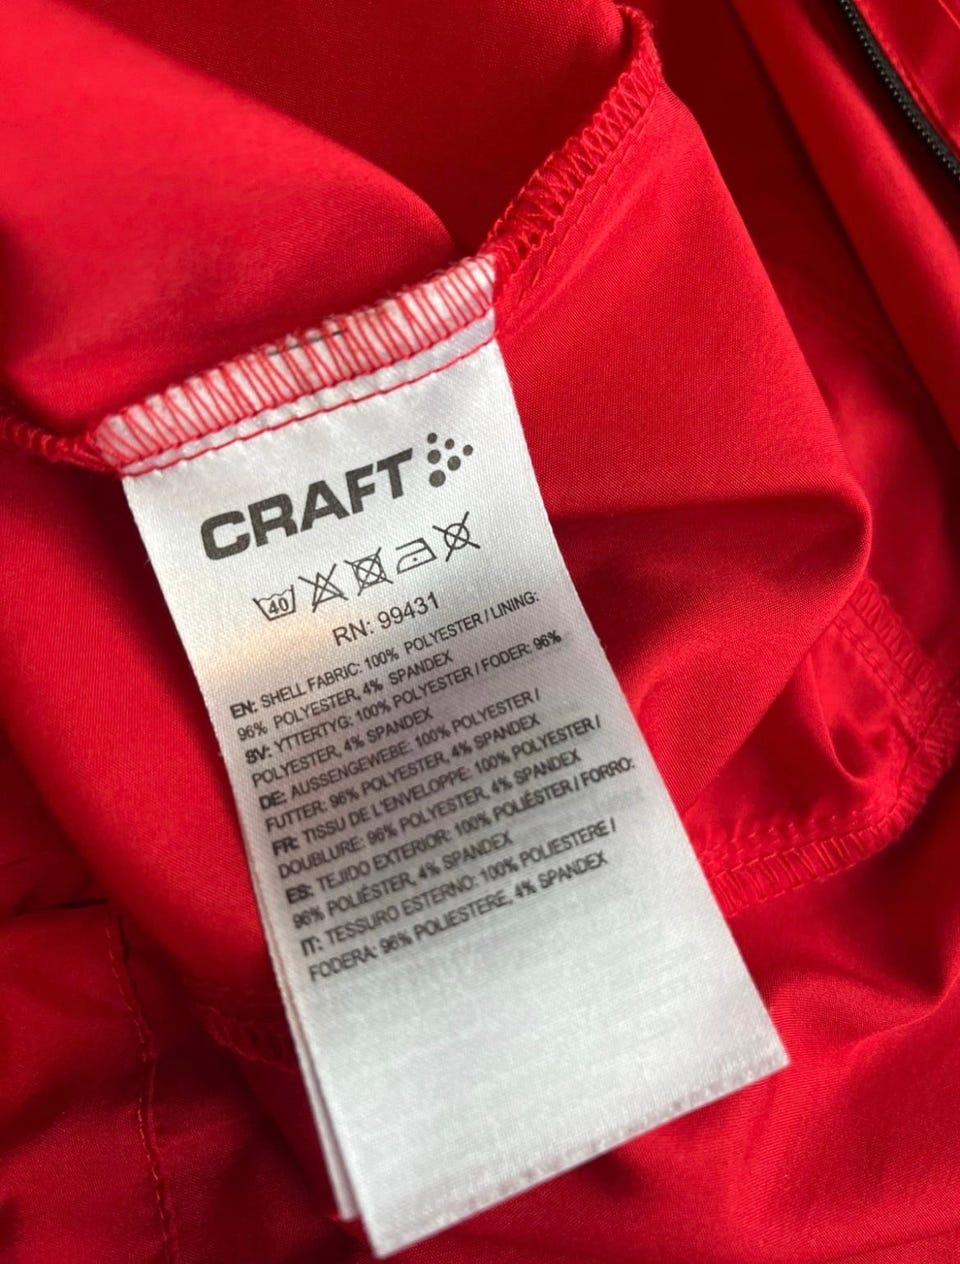 CRAFT
40
RN: 99431
EN: SHELL FABRIC: 100% POLYESTER / LINING:
96% POLYESTER, 4% SPANDEX
SV: YTTERTYG: 100% POLYESTER / FODER: 96%
POLYESTER, 4% SPANDEX
DE: AUSSENGEWEBE: 100% POLYESTER /
FUTTER: 96% POLYESTER, 4% SPANDEX
FR: TISSU DE L'ENVELOPPE: 100% POLYESTER /
DOUBLURE: 96% POLYESTER, 4% SPANDEX
ES: TEJIDO EXTERIOR: 100% POLIÉSTER / FORRO:
96% POLIÉSTER, 4% SPANDEX
IT: TESSURO ESTERNO: 100% POLIESTERE /
FODERA: 96% POLIESTERE, 4% SPANDEX